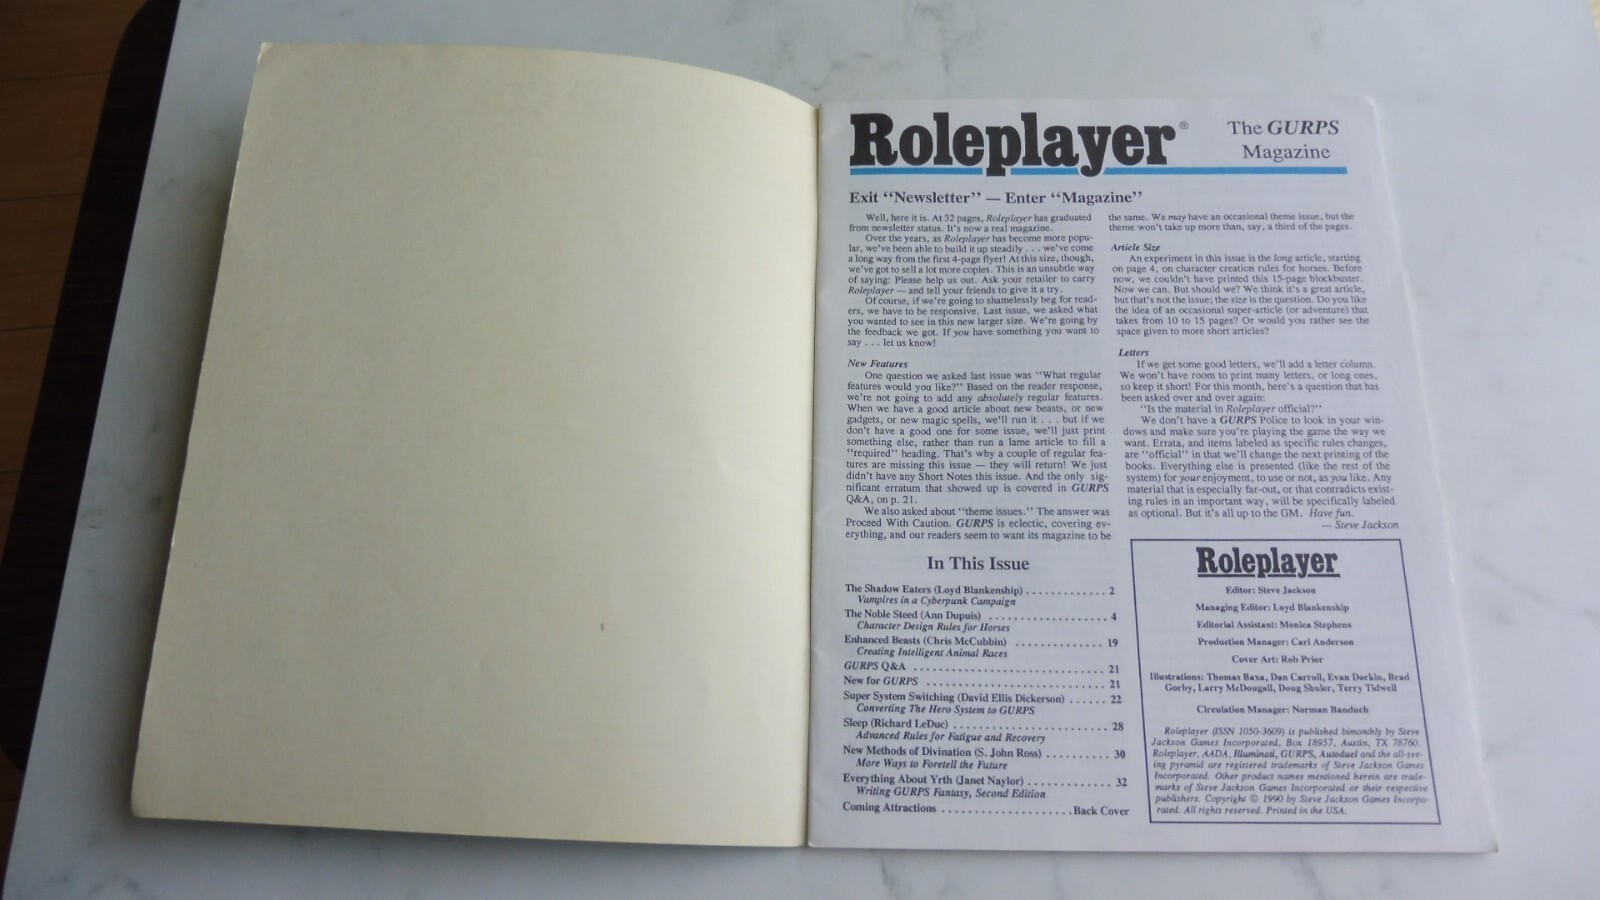 Roleplayer®
The GURPS
Magazine
Exit “Newsletter” — Enter “Magazine”
Well, here it is. At 32 pages, Roleplayer has graduated
from newsletter status. It's now a real magazine.
Over the years, as Roleplayer has become more popu-
lar, we've been able to build it up steadily . . . we've come
a long way from the first 4-page flyer! At this size, though,
we've got to sell a lot more copies. This is an unsubtle way
of saying: Please help us out. Ask your retailer to carry
Roleplayer — and tell your friends to give it a try.
Of course, if we're going to shamelessly beg for read-
ers, we have to be responsive. Last issue, we asked what
you wanted to see in this new larger size. We're going by
the feedback we got. If you have something you want to
say . . . let us know!
New Features
One question we asked last issue was “What regular
features would you like?” Based on the reader response,
we're not going to add any absolutely regular features.
When we have a good article about new beasts, or new
gadgets, or new magic spells, we'll run it . . . but if we
don't have a good one for some issue, we'll just print
something else, rather than run a lame article to fill a
“required” heading. That's why a couple of regular fea-
tures are missing this issue — they will return! We just
didn't have any Short Notes this issue. And the only sig-
nificant erratum that showed up is covered in GURPS
Q&A, on p. 21.
We also asked about “theme issues.” The answer was
Proceed With Caution. GURPS is eclectic, covering ev-
erything, and our readers seem to want its magazine to be
the same. We may have an occasional theme issue, but the
theme won't take up more than, say, a third of the pages.
Article Size
An experiment in this issue is the long article, starting
on page 4, on character creation rules for horses. Before
now, we couldn't have printed this 15-page blockbuster.
Now we can. But should we? We think it's a great article,
but that's not the issue; the size is the question. Do you like
the idea of an occasional super-article (or adventure) that
takes from 10 to 15 pages? Or would you rather see the
space given to more short articles?
Letters
If we get some good letters, we'll add a letter column.
We won't have room to print many letters, or long ones,
so keep it short! For this month, here's a question that has
been asked over and over again:
“Is the material in Roleplayer official?”
We don't have a GURPS Police to look in your win-
dows and make sure you're playing the game the way we
want. Errata, and items labeled as specific rules changes,
are “official” in that we'll change the next printing of the
books. Everything else is presented (like the rest of the
system) for your enjoyment, to use or not, as you like. Any
material that is especially far-out, or that contradicts exist-
ing rules in an important way, will be specifically labeled
as optional. But it's all up to the GM. Have fun.
— Steve Jackson
In This Issue
The Shadow Eaters (Loyd Blankenship) . . . . . . . . . . . . . 2
Vampires in a Cyberpunk Campaign
The Noble Steed (Ann Dupuis) . . . . . . . . . . . . . . . . . . . 4
Character Design Rules for Horses
Enhanced Beasts (Chris McCubbin) . . . . . . . . . . . . . . 19
Creating Intelligent Animal Races
GURPS Q&A . . . . . . . . . . . . . . . . . . . . . . . . . . . . . . 21
New for GURPS . . . . . . . . . . . . . . . . . . . . . . . . . . . . 21
Super System Switching (David Ellis Dickerson) . . . . . . 22
Converting The Hero System to GURPS
Sleep (Richard LeDuc) . . . . . . . . . . . . . . . . . . . . . . . . 28
Advanced Rules for Fatigue and Recovery
New Methods of Divination (S. John Ross) . . . . . . . . . . 30
More Ways to Foretell the Future
Everything About Yrth (Janet Naylor) . . . . . . . . . . . . . 32
Writing GURPS Fantasy, Second Edition
Coming Attractions . . . . . . . . . . . . . . . . . . . . Back Cover
Roleplayer
Editor: Steve Jackson
Managing Editor: Loyd Blankenship
Editorial Assistant: Monica Stephens
Production Manager: Carl Anderson
Cover Art: Rob Prior
Illustrations: Thomas Baxa, Dan Carroll, Evan Dorkin, Brad
Gorby, Larry McDougall, Doug Shuler, Terry Tidwell
Circulation Manager: Norman Banduch
Roleplayer (ISSN 1050-3609) is published bimonthly by Steve
Jackson Games Incorporated, Box 18957, Austin, TX 78760.
Roleplayer, AADA, Illuminati, GURPS, Autoduel and the all-see-
ing pyramid are registered trademarks of Steve Jackson Games
Incorporated. Other product names mentioned herein are trade-
marks of Steve Jackson Games Incorporated or their respective
publishers. Copyright © 1990 by Steve Jackson Games Incorpo-
rated. All rights reserved. Printed in the USA.